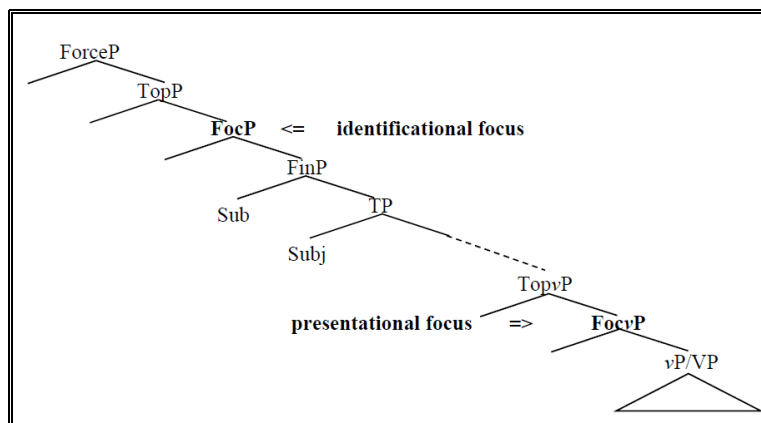 ForceP
TopP
FocP <= identificational focus
FinP
Sub
TP
Subj
TopvP
presentational focus => FocvP
vP/VP